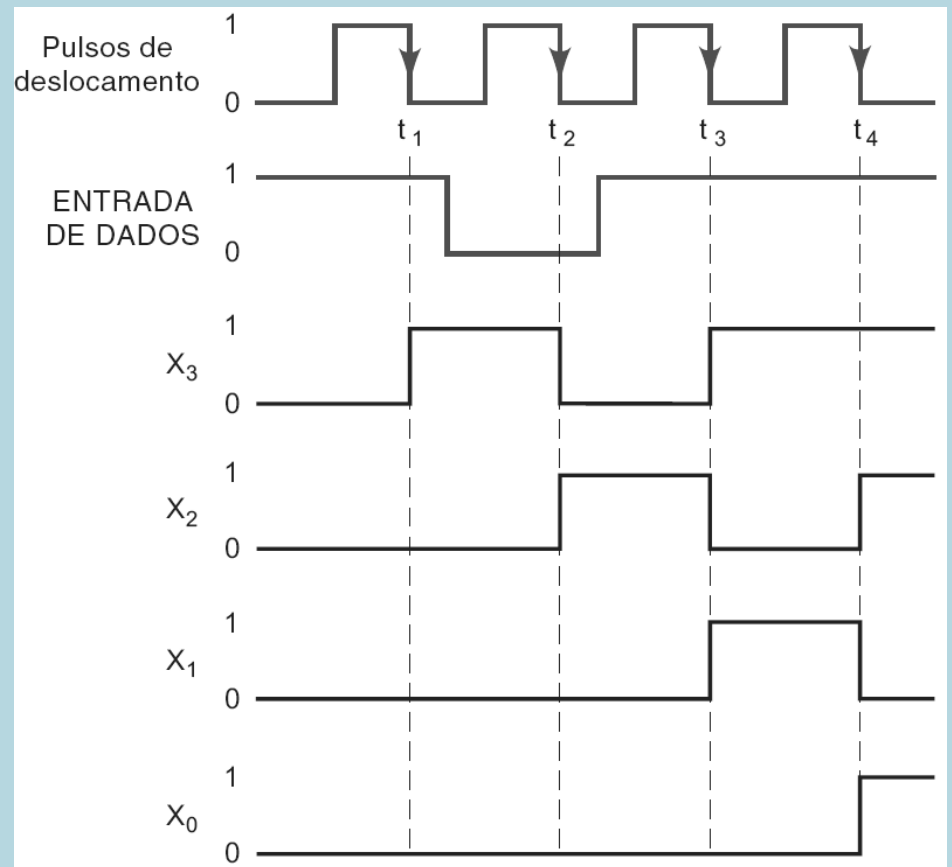 1
Pulsos de
deslocamento
0
t1 t2 t3 t4
1
ENTRADA
DE DADOS
0
1
X3
0
1
X2
0
1
X1
0
1
X0
0